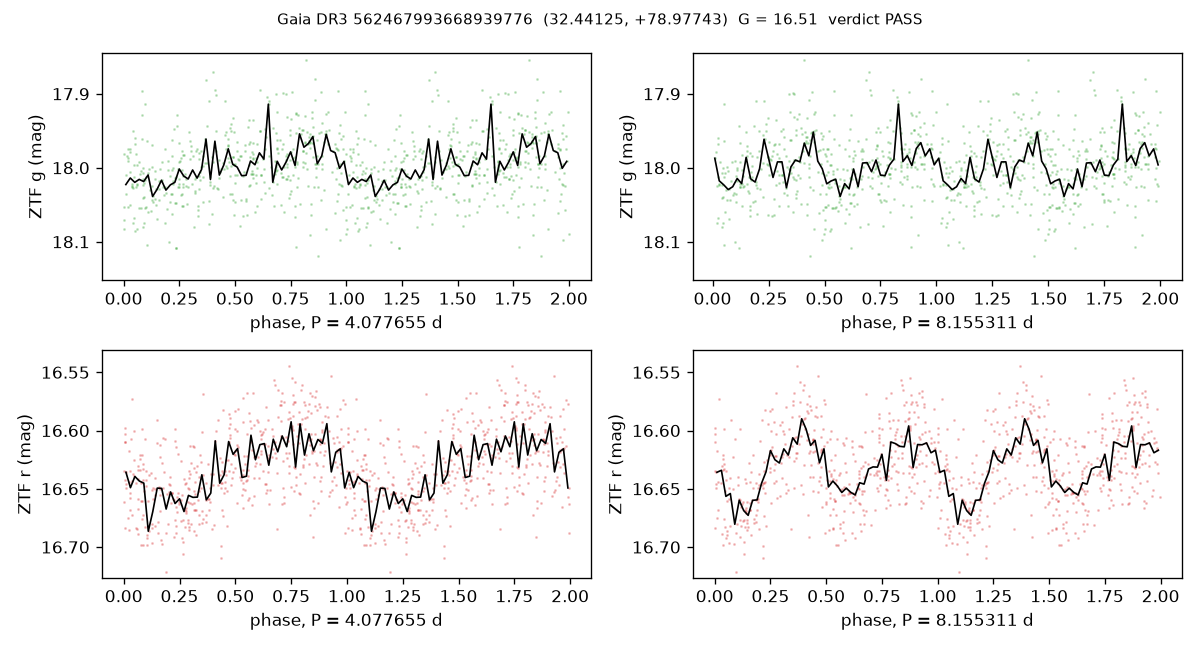 Gaia DR3 562467993668939776  (32.44125, +78.97743)  G = 16.51  verdict PASS
ZTF g (mag)
17.9
18.0
18.1
0.00 0.25 0.50 0.75 1.00 1.25 1.50 1.75 2.00
phase, P = 4.077655 d
ZTF g (mag)
17.9
18.0
18.1
0.00 0.25 0.50 0.75 1.00 1.25 1.50 1.75 2.00
phase, P = 8.155311 d
ZTF r (mag)
16.55
16.60
16.65
16.70
0.00 0.25 0.50 0.75 1.00 1.25 1.50 1.75 2.00
phase, P = 4.077655 d
ZTF r (mag)
16.55
16.60
16.65
16.70
0.00 0.25 0.50 0.75 1.00 1.25 1.50 1.75 2.00
phase, P = 8.155311 d